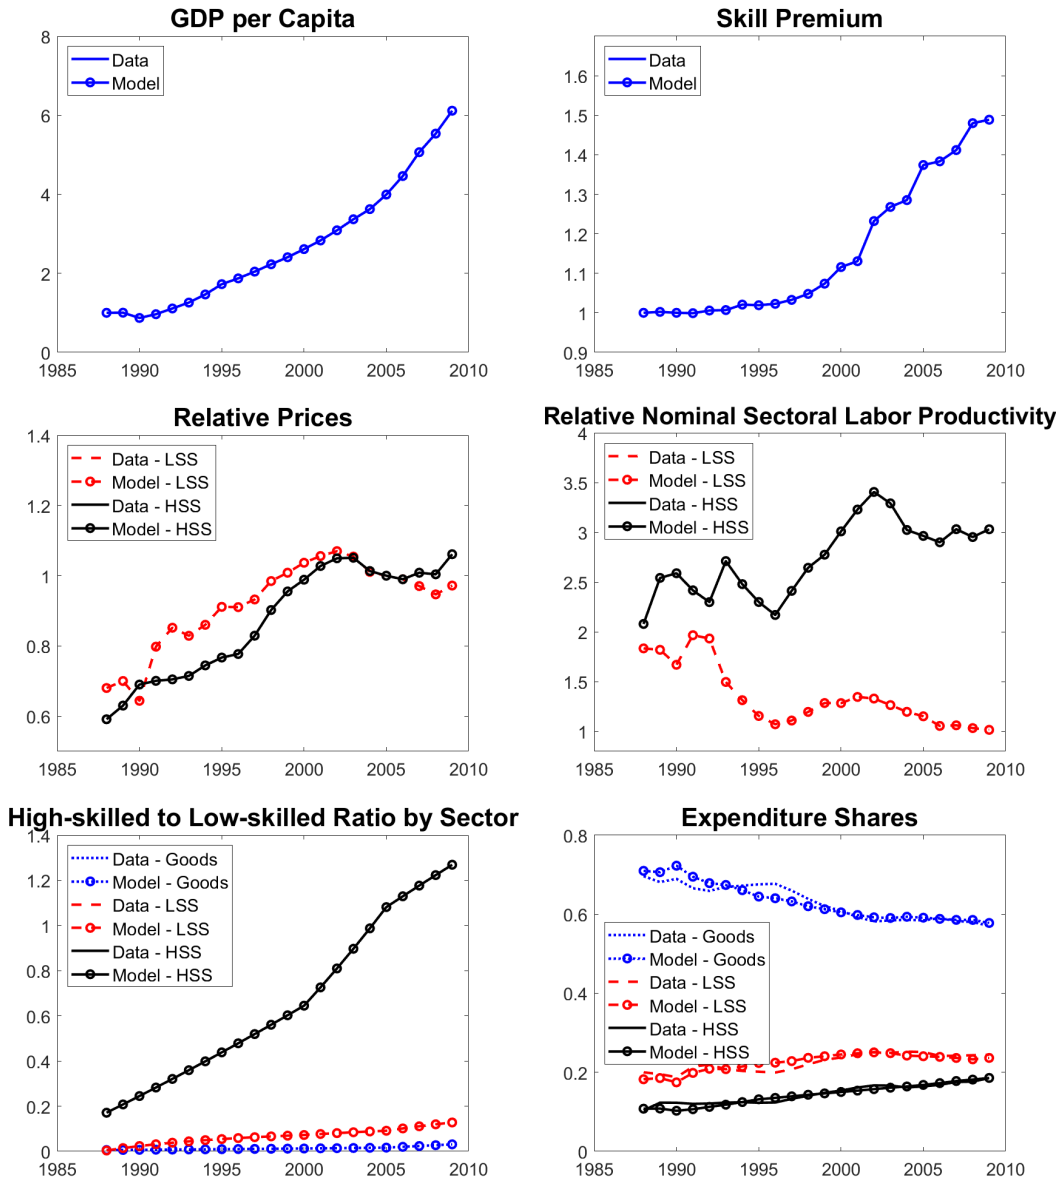 GDP per Capita
8
6
4
2
0
Data
Model
1985
1990
1995
2000
2005
2010
Skill Premium
1.6
1.5
1.4
1.3
1.2
1.1
1
0.9
Data
Model
1985
1990
1995
2000
2005
2010
Relative Prices
1.4
1.2
1
0.8
0.6
Data - LSS
Model - LSS
Data - HSS
Model - HSS
1985
1990
1995
2000
2005
2010
Relative Nominal Sectoral Labor Productivity
4
3.5
3
2.5
2
1.5
1
Data - LSS
Model - LSS
Data - HSS
Model - HSS
1985
1990
1995
2000
2005
2010
High-skilled to Low-skilled Ratio by Sector
1.4
1.2
1
0.8
0.6
0.4
0.2
0
Data - Goods
Model - Goods
Data - LSS
Model - LSS
Data - HSS
Model - HSS
1985
1990
1995
2000
2005
2010
Expenditure Shares
0.8
0.6
0.4
0.2
0
Data - Goods
Model - Goods
Data - LSS
Model - LSS
Data - HSS
Model - HSS
1985
1990
1995
2000
2005
2010